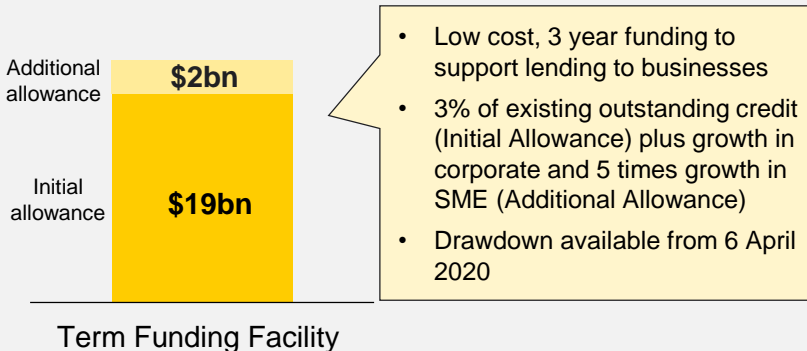 Additional
allowance
$2bn
Initial
allowance
$19bn
Term Funding Facility
• Low cost, 3 year funding to
support lending to businesses
• 3% of existing outstanding credit
(Initial Allowance) plus growth in
corporate and 5 times growth in
SME (Additional Allowance)
• Drawdown available from 6 April
2020